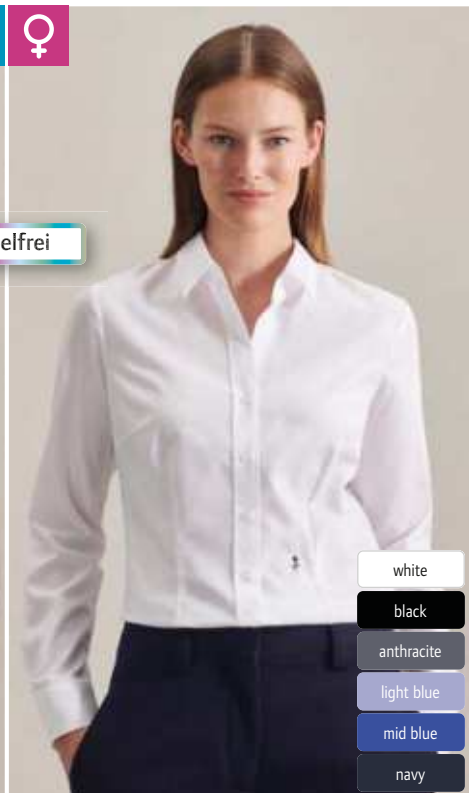 elfrei
white
black
anthracite
light blue
mid blue
navy